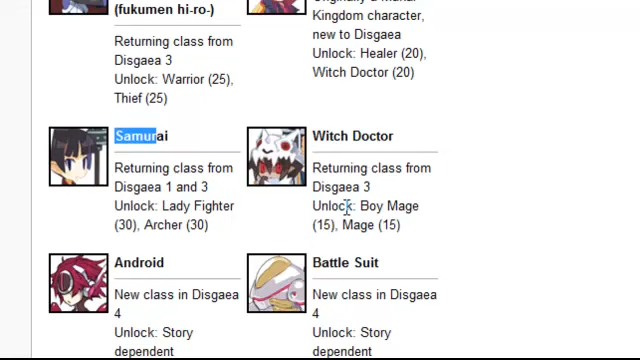 (fukumen hi-ro-)
Returning class from
Disgaea 3
Unlock: Warrior (25),
Thief (25)
Kingdom character,
new to Disgaea
Unlock: Healer (20),
Witch Doctor (20)
Samurai
Returning class from
Disgaea 1 and 3
Unlock: Lady Fighter
(30), Archer (30)
Witch Doctor
Returning class from
Disgaea 3
Unlock: Boy Mage
(15), Mage (15)
Android
New class in Disgaea
4
Unlock: Story
dependent
Battle Suit
New class in Disgaea
4
Unlock: Story
dependent